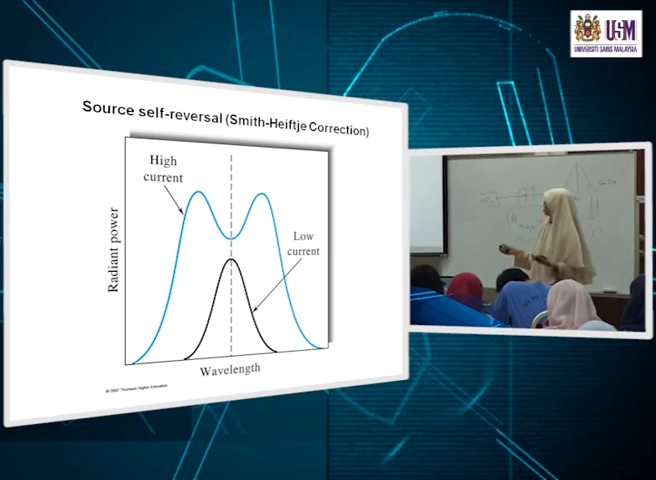 USM
UNIVERSITI SAINS MALAYSIA
Source self-reversal (Smith-Heiftje Correction)
High
current
Low
current
Radiant power
Wavelength
© 2007 Thomson Higher Education